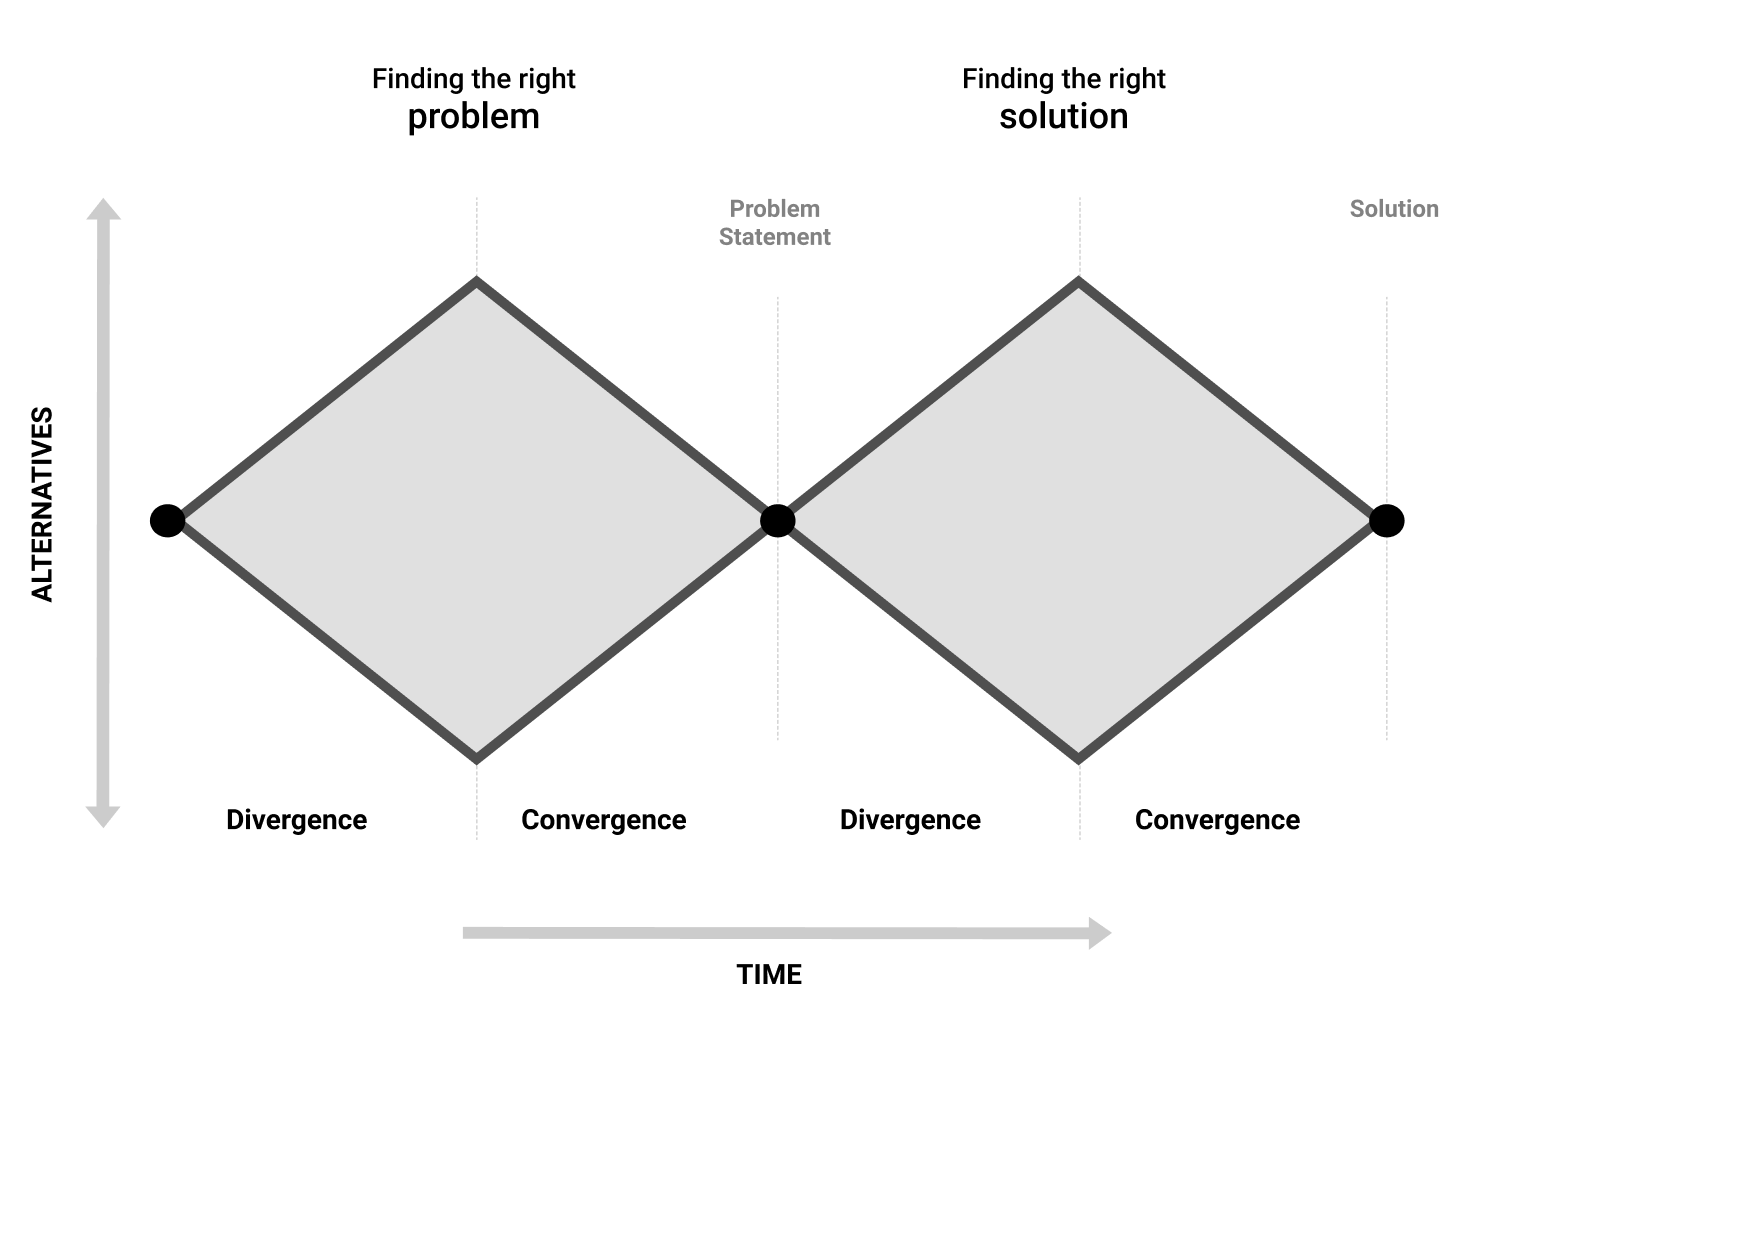 Finding the right
problem
Finding the right
solution
Problem
Statement
Solution
ALTERNATIVES
Divergence
Convergence
Divergence
Convergence
TIME